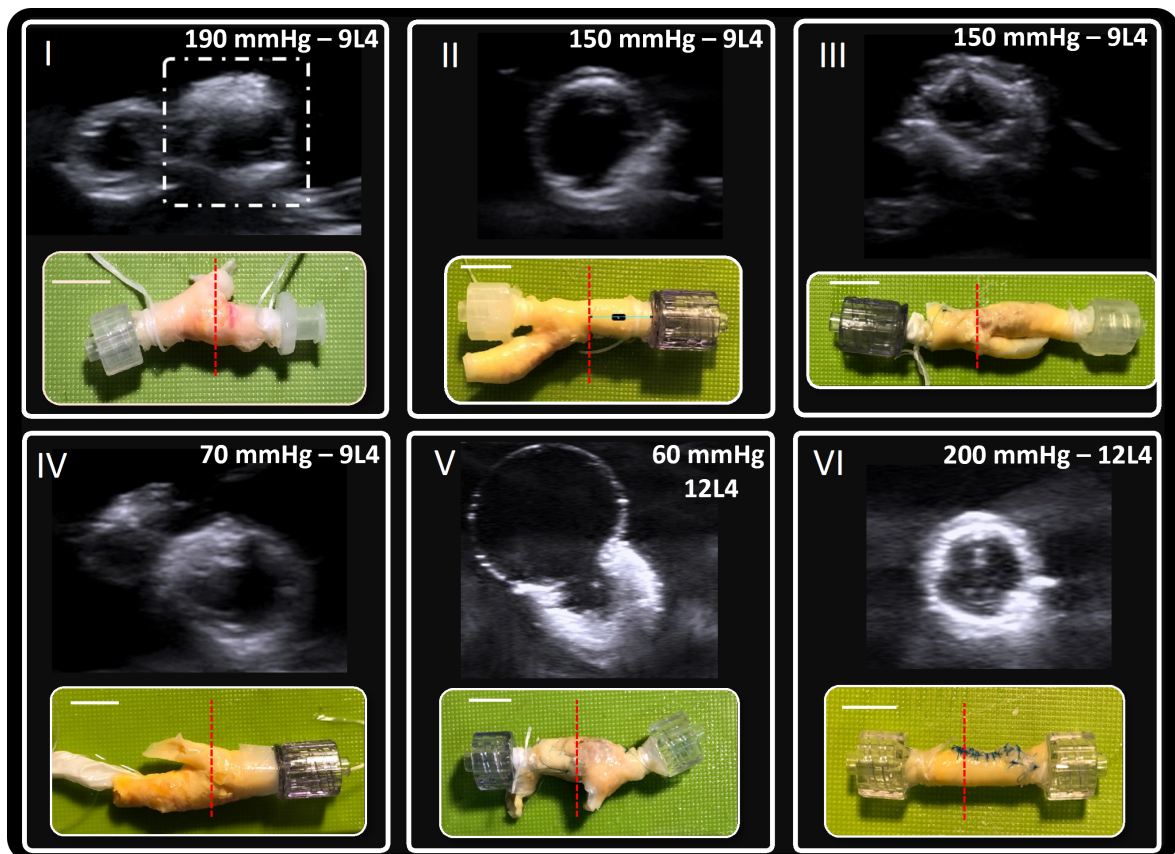 I
190 mmHg – 9L4
II
150 mmHg – 9L4
III
150 mmHg – 9L4
IV
70 mmHg – 9L4
V
60 mmHg
12L4
VI
200 mmHg – 12L4